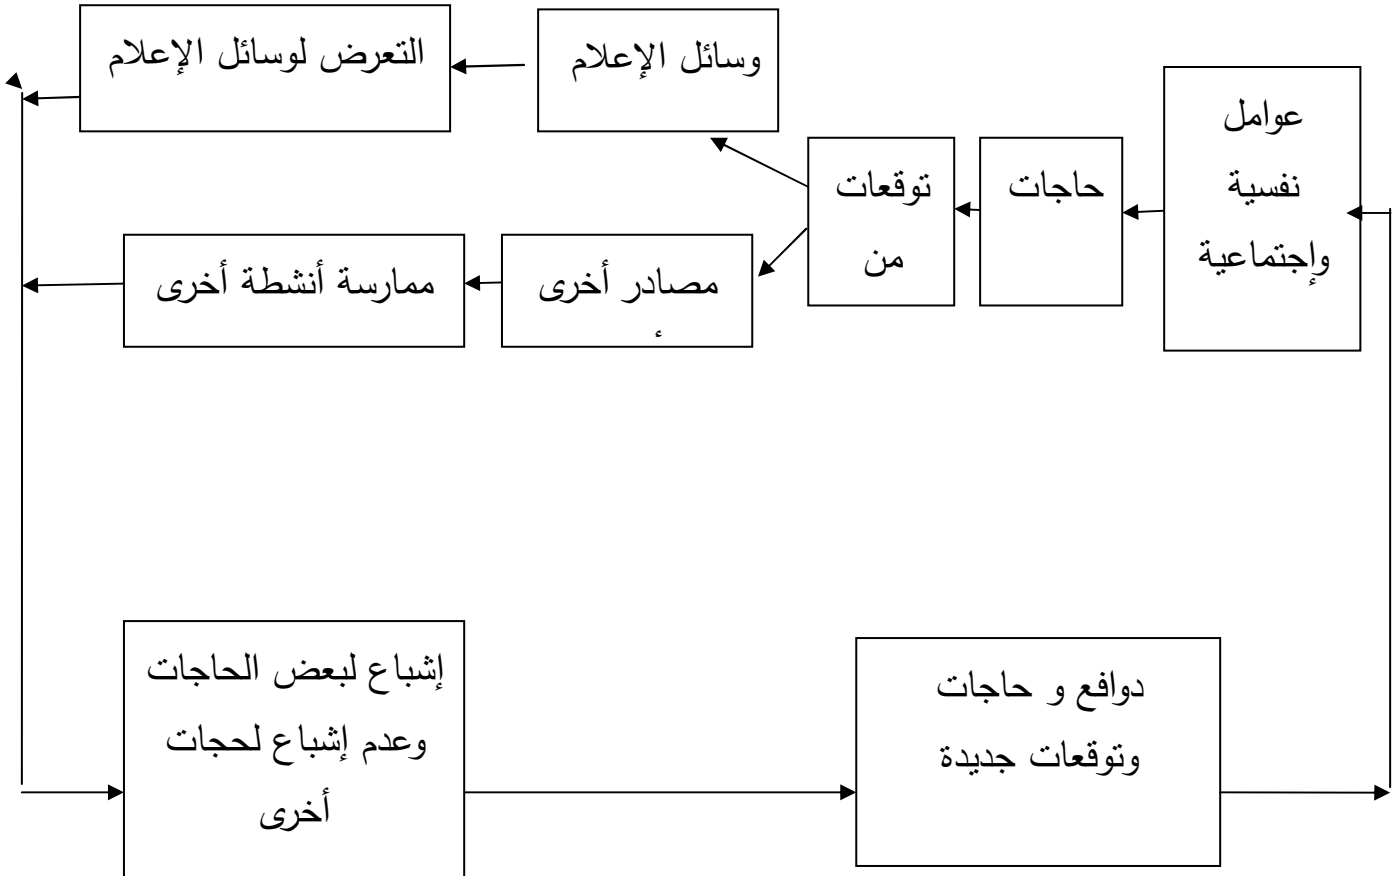 عوامل
نفسية
وإجتماعية
حاجات
توقعات
من
وسائل الإعلام
التعرض لوسائل الإعلام
مصادر أخرى
ممارسة أنشطة أخرى
إشباع لبعض الحاجات
وعدم إشباع لحجات
أخرى
دوافع و حاجات
وتوقعات جديدة